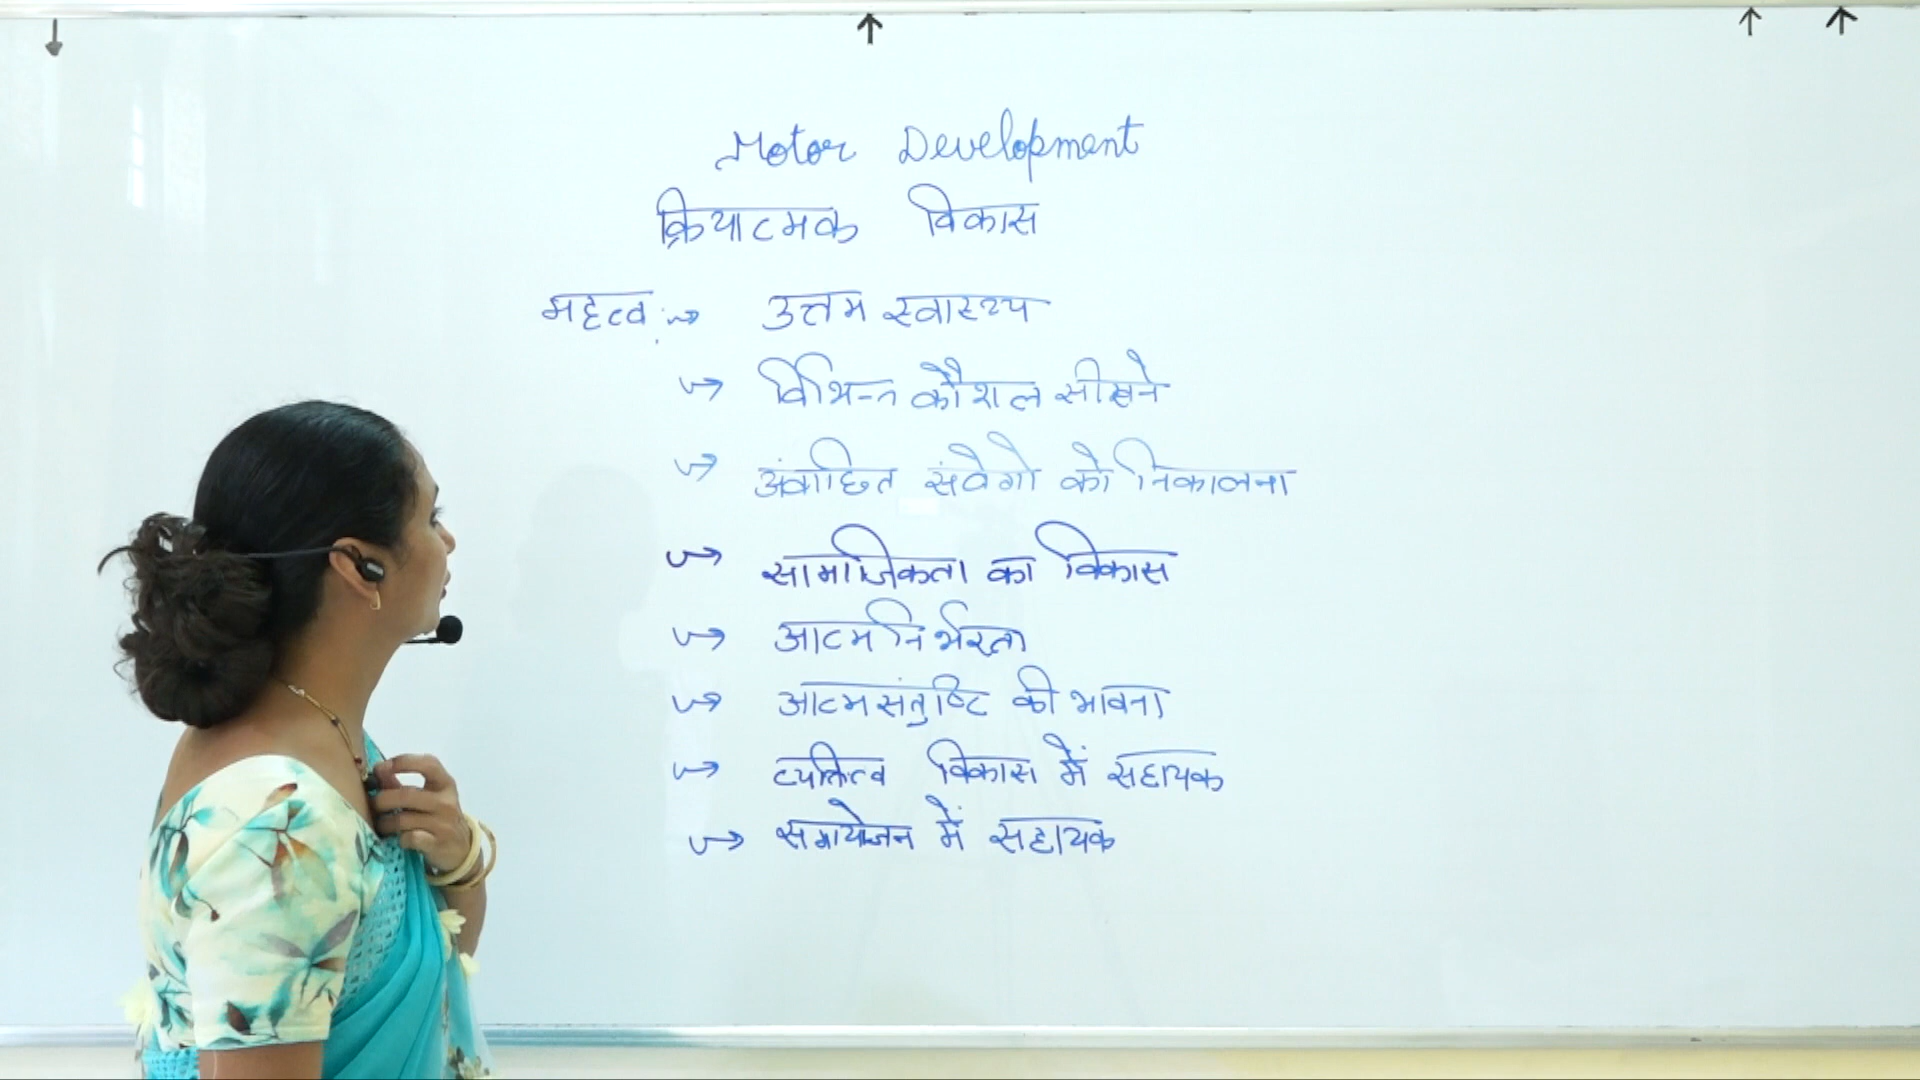 Motor Development
क्रियात्मक विकास
महत्व :→ उत्तम स्वास्थ्य
→ विभिन्न कौशल सीखने
→ अंवाछित संवेगो को निकालना
→ सामाजिकता का विकास
→ आत्मनिर्भरता
→ आत्मसंतुष्टि की भावना
→ व्यक्तित्व विकास में सहायक
→ समायोजन में सहायक